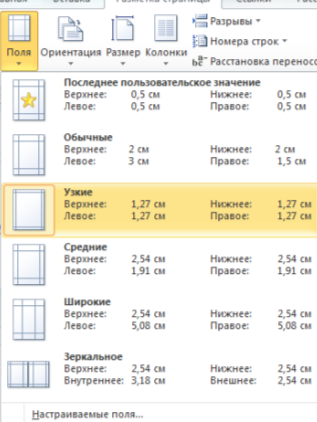 Разметка страницы
Поля Ориентация Размер Колонки
Разрывы
Номера строк
Расстановка переносо
Последнее пользовательское значение
Верхнее: 0,5 см Нижнее: 0,5 см
Левое: 0,5 см Правое: 0,5 см
Обычные
Верхнее: 2 см Нижнее: 2 см
Левое: 3 см Правое: 1,5 см
Узкие
Верхнее: 1,27 см Нижнее: 1,27 см
Левое: 1,27 см Правое: 1,27 см
Средние
Верхнее: 2,54 см Нижнее: 2,54 см
Левое: 1,91 см Правое: 1,91 см
Широкие
Верхнее: 2,54 см Нижнее: 2,54 см
Левое: 5,08 см Правое: 5,08 см
Зеркальное
Верхнее: 2,54 см Нижнее: 2,54 см
Внутреннее: 3,18 см Внешнее: 2,54 см
Настраиваемые поля...